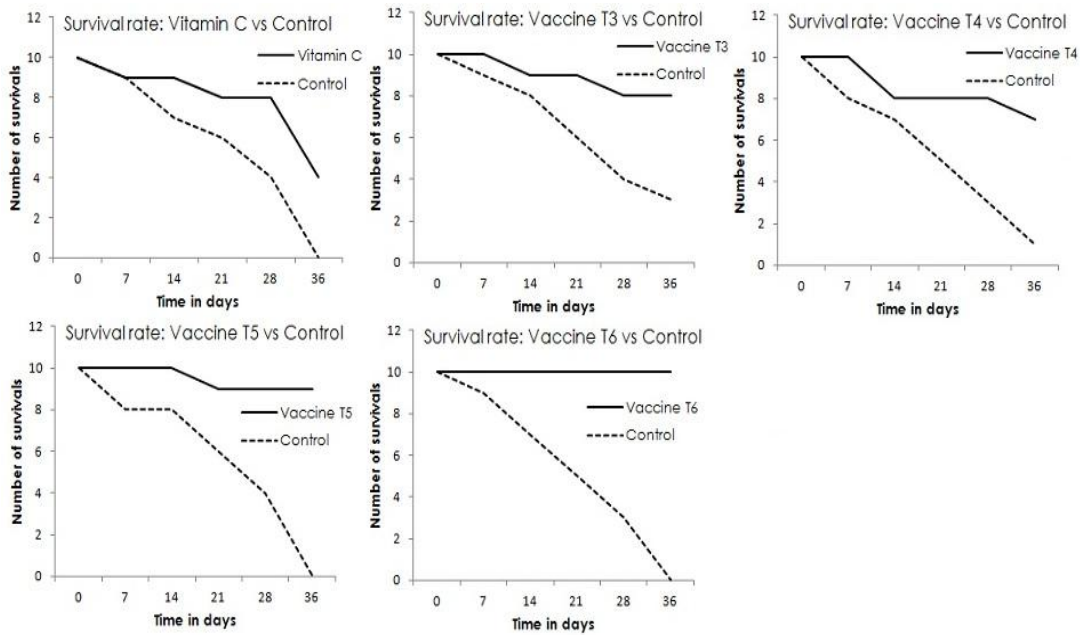 Survival rate: Vitamin C vs Control
Number of survivals
12
10
8
6
4
2
0
Vitamin C
Control
0 7 14 21 28 36
Time in days
Survival rate: Vaccine T3 vs Control
Number of survivals
12
10
8
6
4
2
0
Vaccine T3
Control
0 7 14 21 28 36
Time in days
Survival rate: Vaccine T4 vs Control
Number of survivals
12
10
8
6
4
2
0
Vaccine T4
Control
0 7 14 21 28 36
Time in days
Survival rate: Vaccine T5 vs Control
Number of survivals
12
10
8
6
4
2
0
Vaccine T5
Control
0 7 14 21 28 36
Time in days
Survival rate: Vaccine T6 vs Control
Number of survivals
12
10
8
6
4
2
0
Vaccine T6
Control
0 7 14 21 28 36
Time in days